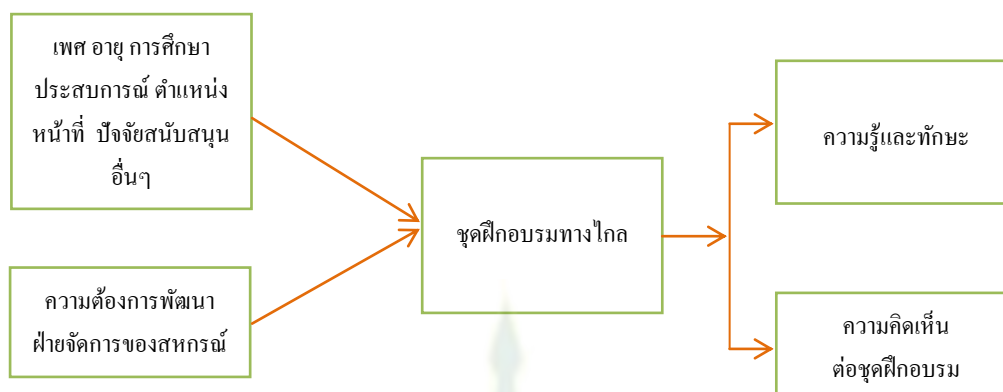 เพศ อายุ การศึกษา
ประสบการณ์ ตำแหน่ง
หน้าที่ ปัจจัยสนับสนุน
อื่นๆ
ความต้องการพัฒนา
ฝ่ายจัดการของสหกรณ์
ชุดฝึกอบรมทางไกล
ความรู้และทักษะ
ความคิดเห็น
ต่อชุดฝึกอบรม